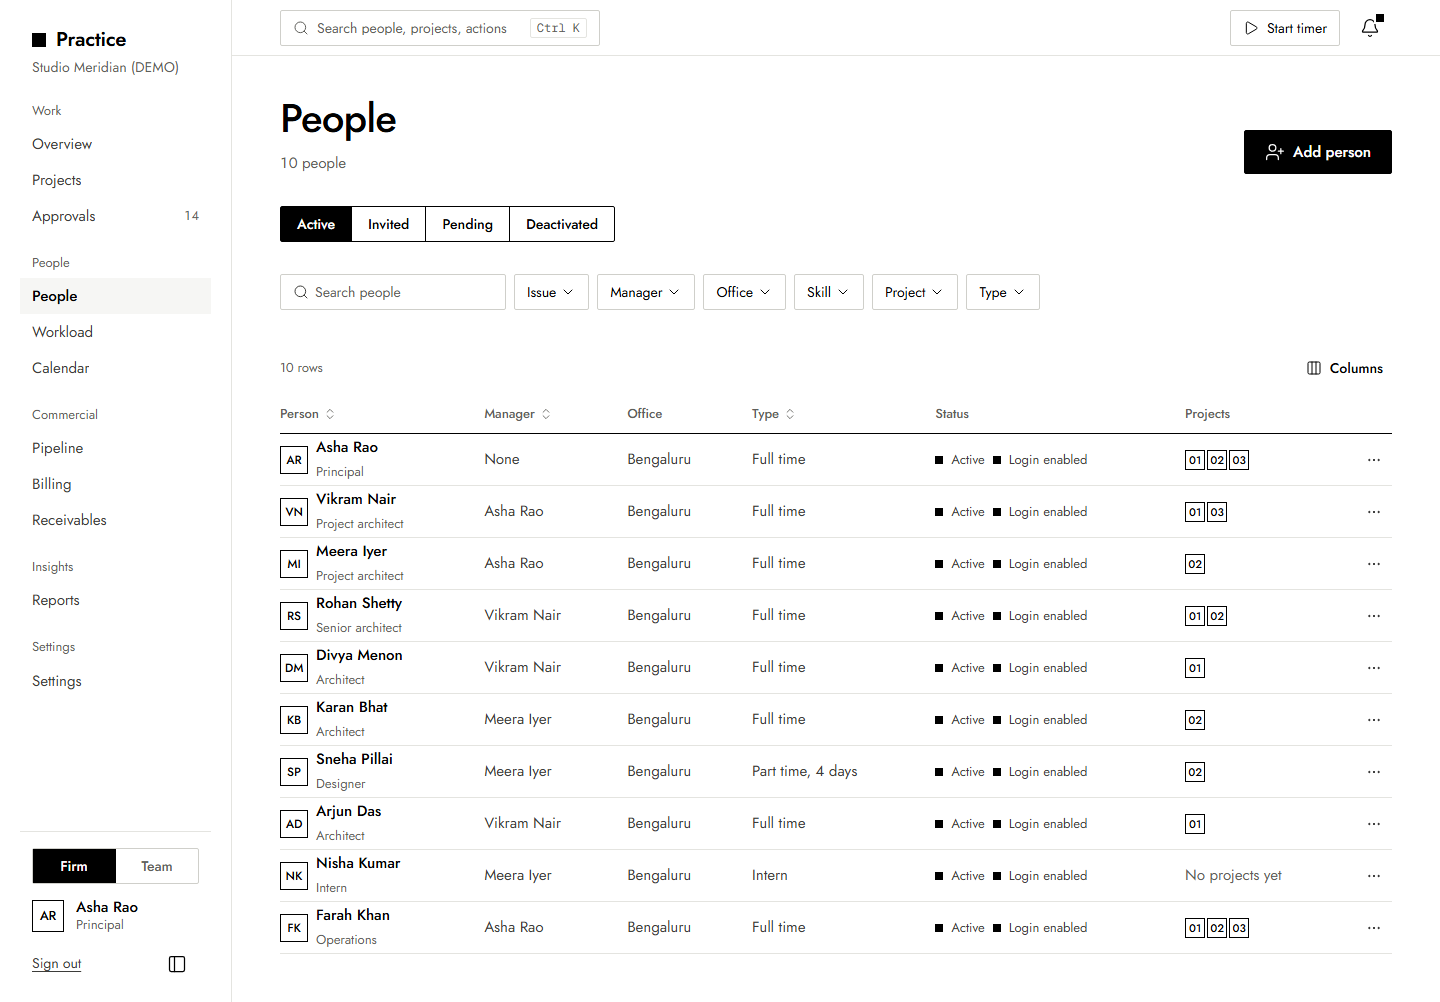 Practice
Studio Meridian (DEMO)
Work
Overview
Projects
Approvals 14
People
People
Workload
Calendar
Commercial
Pipeline
Billing
Receivables
Insights
Reports
Settings
Settings
Firm Team
AR Asha Rao
Principal
Sign out
Search people, projects, actions Ctrl K
Start timer
People
10 people
Add person
Active Invited Pending Deactivated
Search people Issue Manager Office Skill Project Type
10 rows Columns
Person Manager Office Type Status Projects
AR Asha Rao None Bengaluru Full time Active Login enabled 01 02 03 ...
Principal
VN Vikram Nair Asha Rao Bengaluru Full time Active Login enabled 01 03 ...
Project architect
MI Meera Iyer Asha Rao Bengaluru Full time Active Login enabled 02 ...
Project architect
RS Rohan Shetty Vikram Nair Bengaluru Full time Active Login enabled 01 02 ...
Senior architect
DM Divya Menon Vikram Nair Bengaluru Full time Active Login enabled 01 ...
Architect
KB Karan Bhat Meera Iyer Bengaluru Full time Active Login enabled 02 ...
Architect
SP Sneha Pillai Meera Iyer Bengaluru Part time, 4 days Active Login enabled 02 ...
Designer
AD Arjun Das Vikram Nair Bengaluru Full time Active Login enabled 01 ...
Architect
NK Nisha Kumar Meera Iyer Bengaluru Intern Active Login enabled No projects yet ...
Intern
FK Farah Khan Asha Rao Bengaluru Full time Active Login enabled 01 02 03 ...
Operations